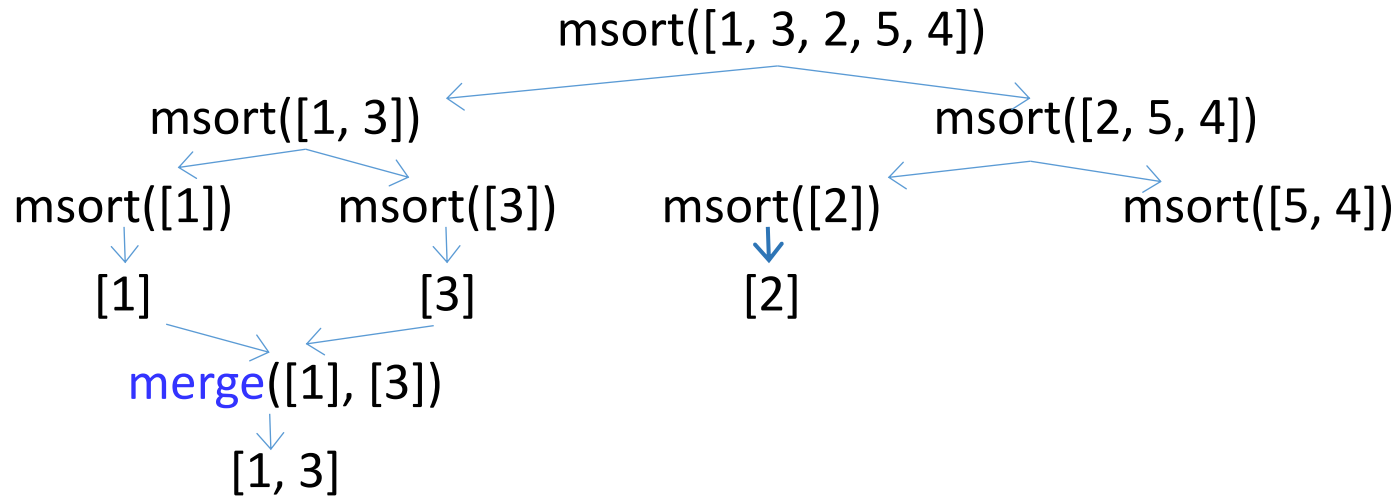 msort([1, 3, 2, 5, 4])
msort([1, 3]) msort([2, 5, 4])
msort([1]) msort([3]) msort([2]) msort([5, 4])
[1] [3] [2]
merge([1], [3])
[1, 3]